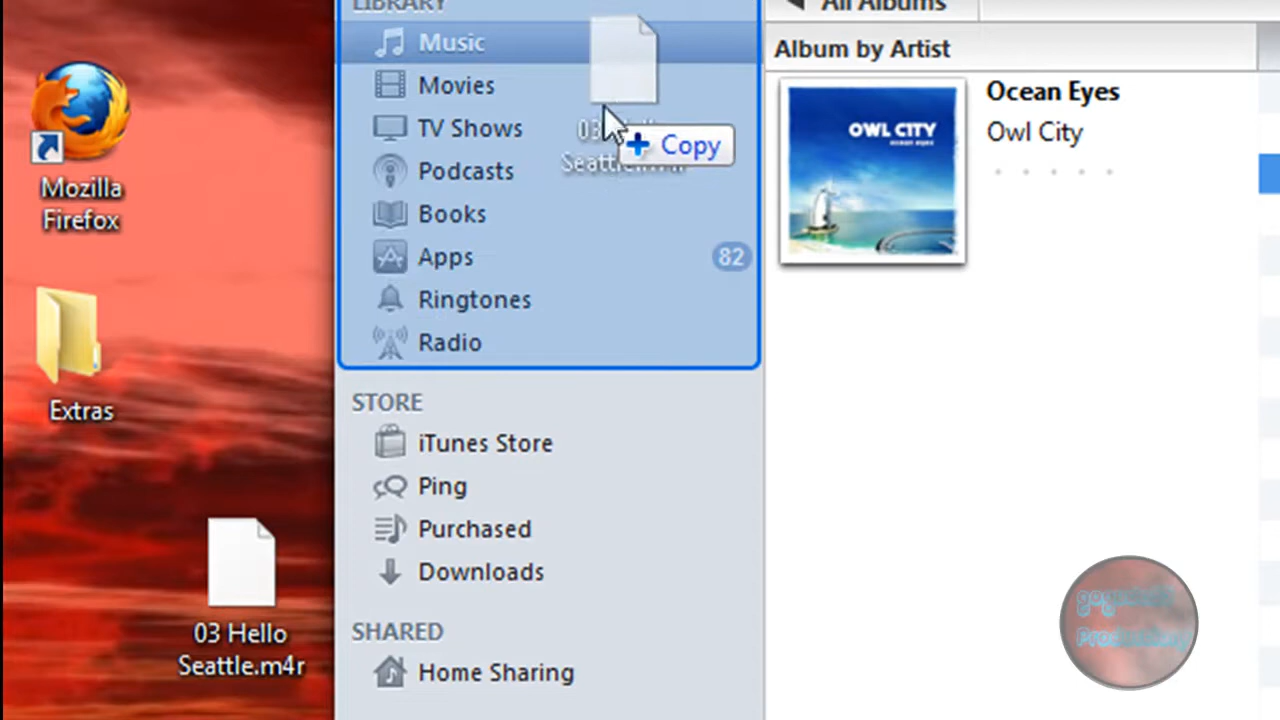 LIBRARY
Music
Movies
TV Shows
Podcasts
Books
Apps
82
Ringtones
Radio
STORE
iTunes Store
Ping
Purchased
Downloads
SHARED
Home Sharing
Mozilla
Firefox
Extras
03 Hello
Seattle.m4r
03
Seattle
Copy
All Albums
Album by Artist
OWL CITY
Ocean Eyes
Owl City